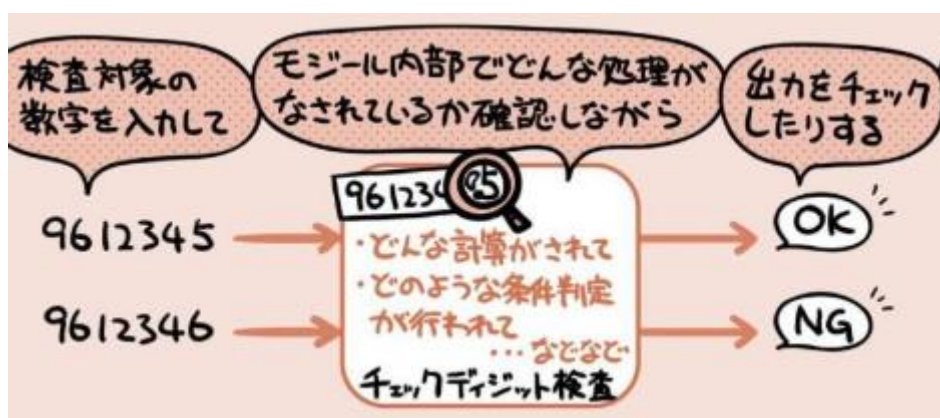 検査対象の
数字を入力して
モジール内部でどんな処理が
なされているか確認しながら
出力をチェック
したりする
9612345
961234 95
・どんな計算がされて
・どのような条件判定
が行われて
…などなど
チェックディジット検査
OK
9612346
NG